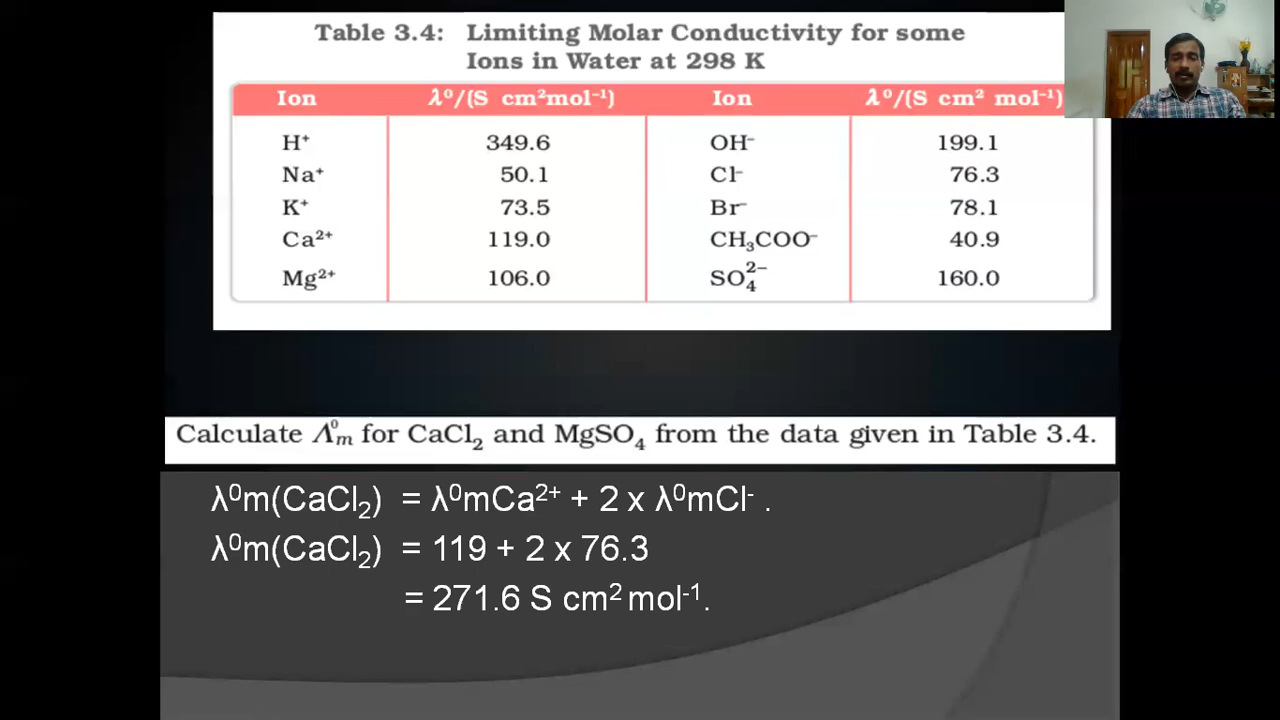 Table 3.4: Limiting Molar Conductivity for some
Ions in Water at 298 K
Ion λ⁰/(S cm²mol⁻¹) Ion λ⁰/(S cm² mol⁻¹)
H⁺ 349.6 OH⁻ 199.1
Na⁺ 50.1 Cl⁻ 76.3
K⁺ 73.5 Br⁻ 78.1
Ca²⁺ 119.0 CH₃COO⁻ 40.9
Mg²⁺ 106.0 SO₄²⁻ 160.0
Calculate Λ⁰m for CaCl₂ and MgSO₄ from the data given in Table 3.4.
λ⁰m(CaCl₂) = λ⁰mCa²⁺ + 2 x λ⁰mCl⁻ .
λ⁰m(CaCl₂) = 119 + 2 x 76.3
= 271.6 S cm² mol⁻¹.